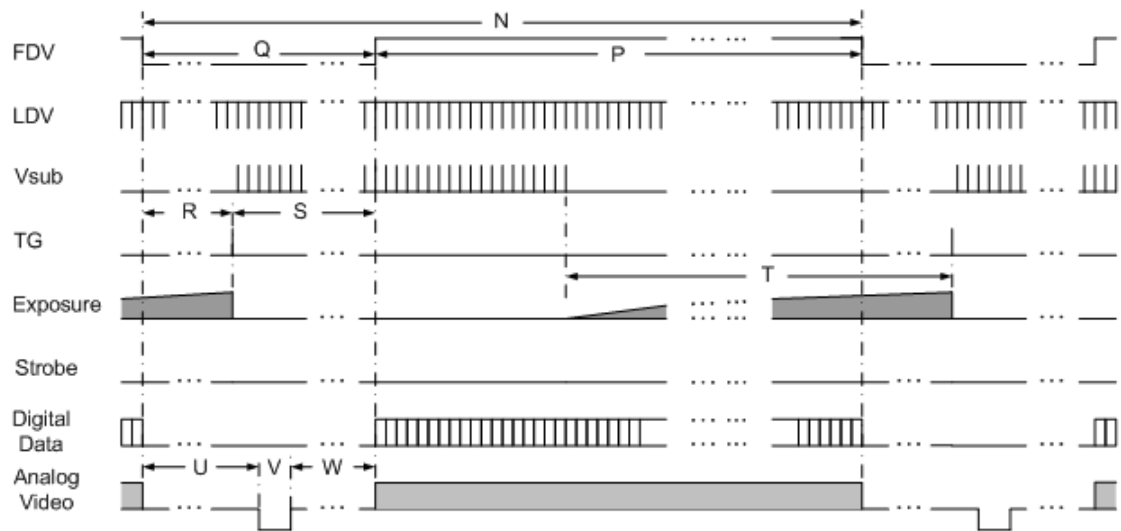 N
FDV
Q
P
LDV
Vsub
R
S
TG
T
Exposure
Strobe
Digital
Data
U
V
W
Analog
Video